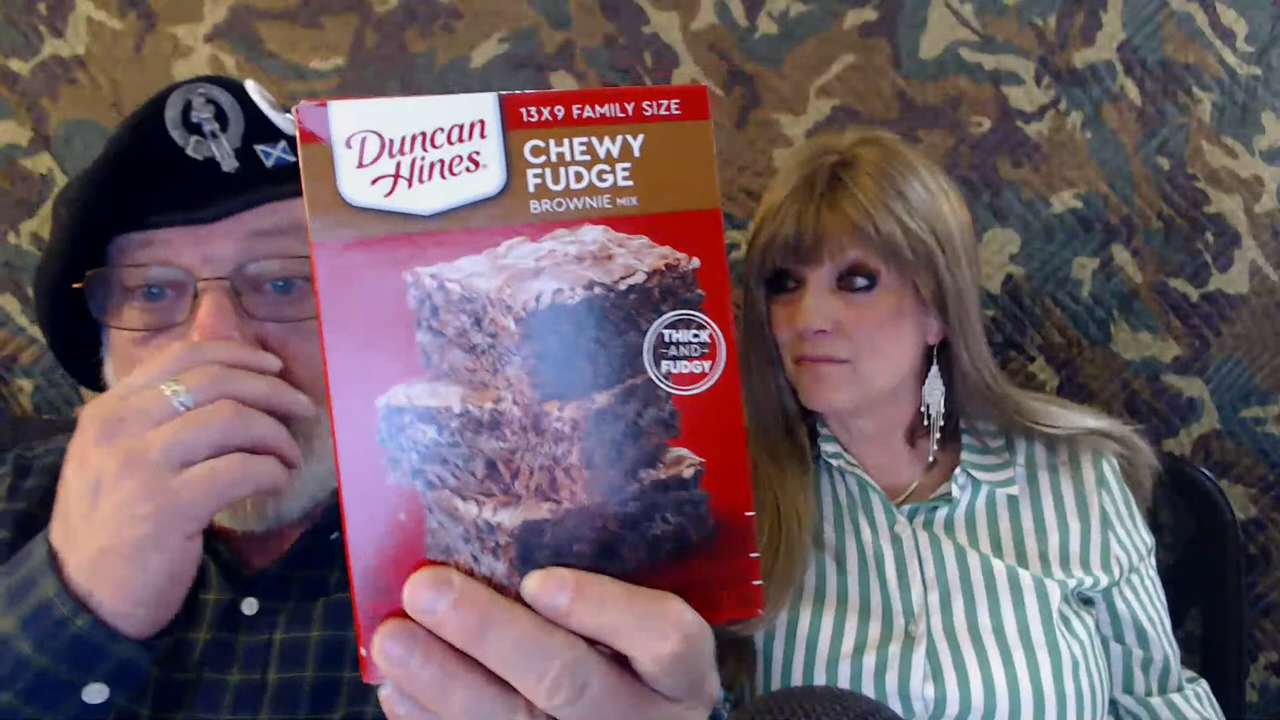 Duncan
Hines
13X9 FAMILY SIZE
CHEWY
FUDGE
BROWNIE MIX
THICK
-AND-
FUDGY